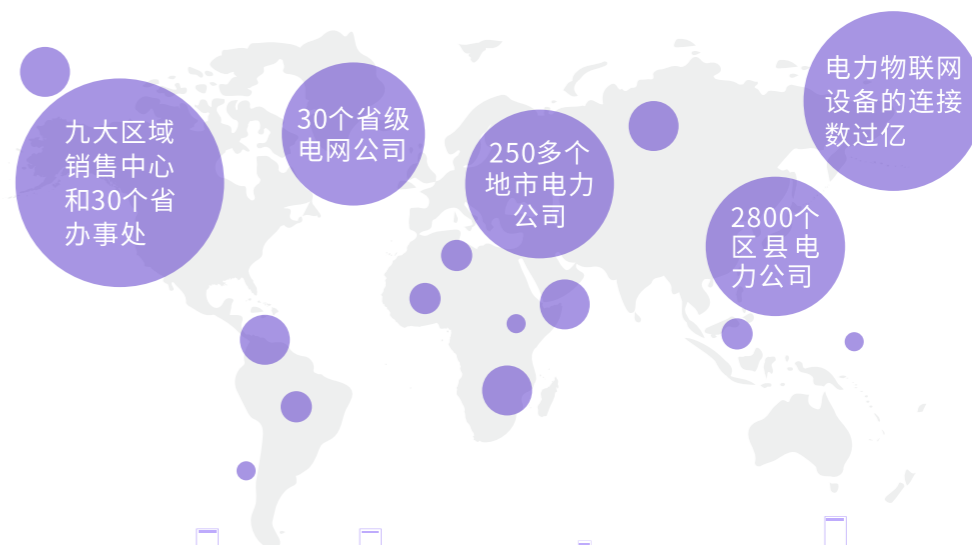 九大区域
销售中心
和30个省
办事处
30个省级
电网公司
250多个
地市电力
公司
2800个
区县电
力公司
电力物联网
设备的连接
数过亿